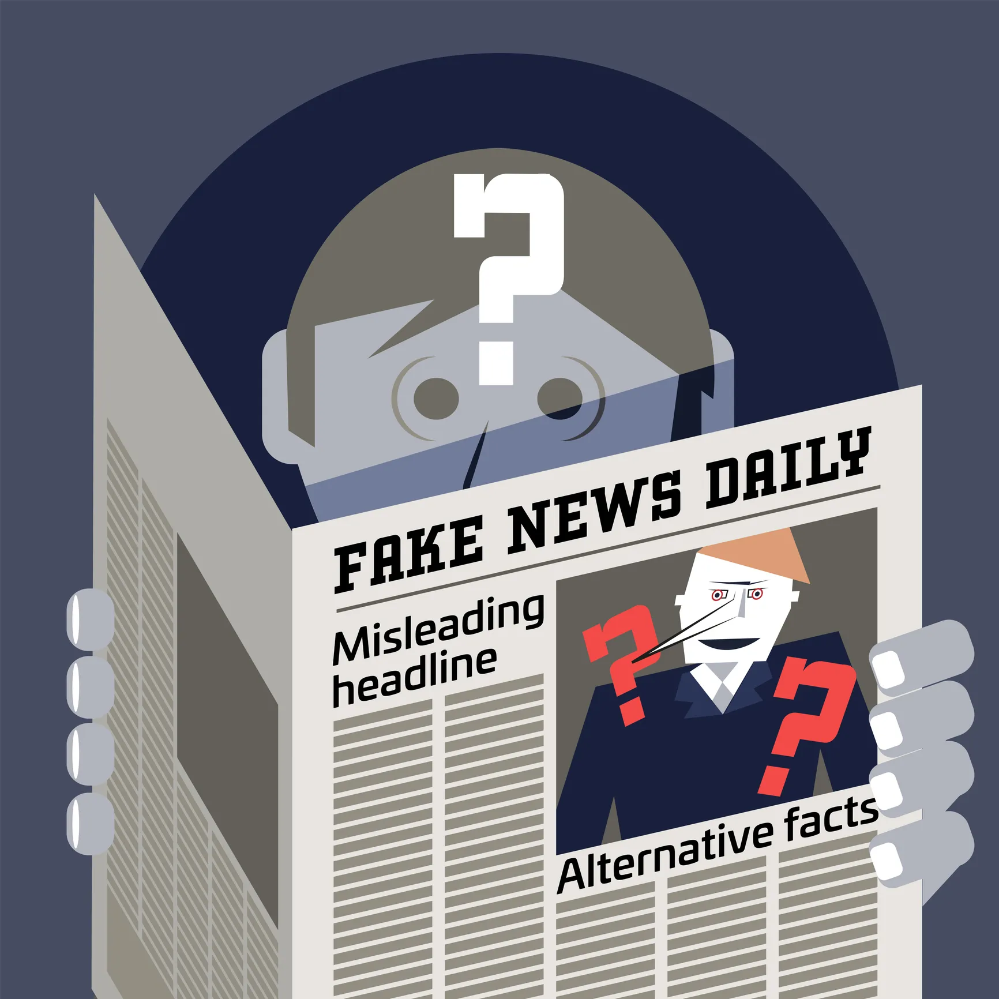 ?
FAKE NEWS DAILY
Misleading
headline
?
?
Alternative facts